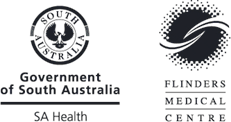 SOUTH
AUSTRALIA
Government
of South Australia
SA Health
FLINDERS
MEDICAL
CENTRE